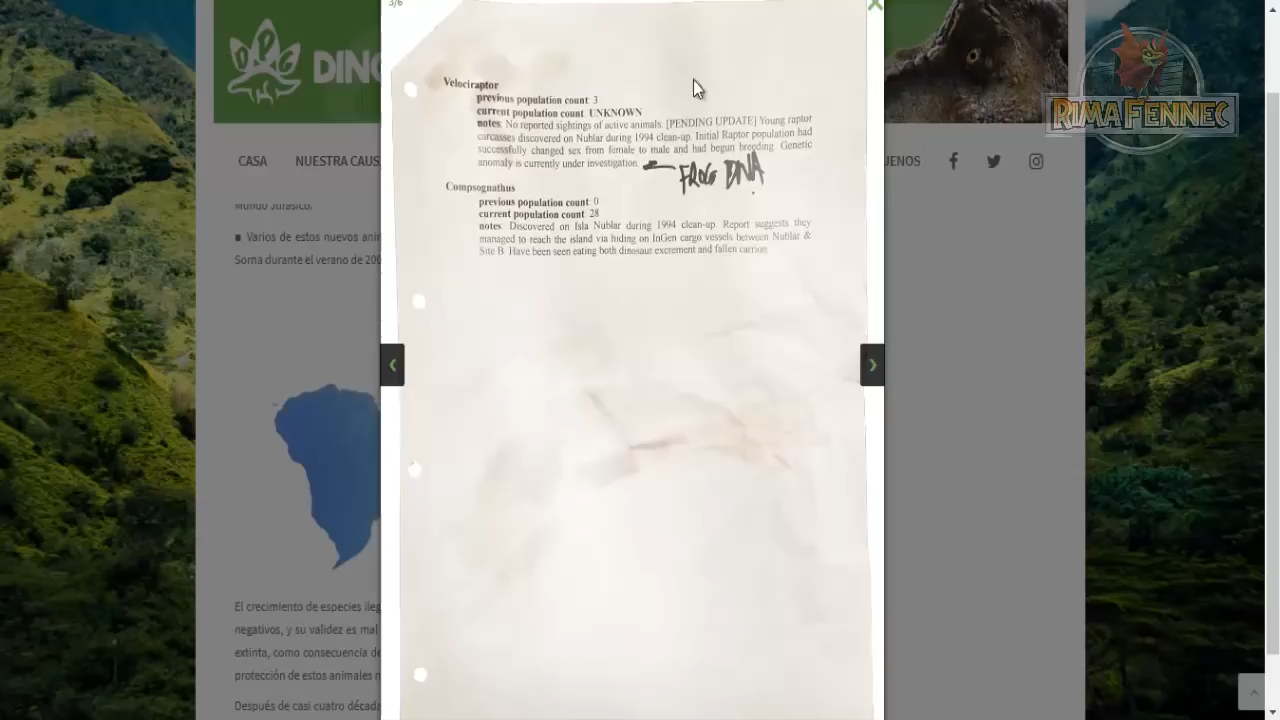 3/6
DINO
RIMA FENNEC
CASA
NUESTRA CAUS
f
Velociraptor
previous population count: 3
current population count: UNKNOWN
notes: No reported sightings of active animals. [PENDING UPDATE] Young raptor
carcasses discovered on Nublar during 1994 clean-up. Initial Raptor population had
successfully changed sex from female to male and had begun breeding. Genetic
anomaly is currently under investigation.
FROG DNA
Compsognathus
previous population count: 0
current population count: 28
notes: Discovered on Isla Nublar during 1994 clean-up. Report suggests they
managed to reach the island via hiding on InGen cargo vessels between Nublar &
Site B. Have been seen eating both dinosaur excrement and fallen carrion.
Mundo Jurásico.
Varios de estos nuevos anim
Sorna durante el verano de 200
El crecimiento de especies ileg
negativos, y su validez es mal
extinta, como consecuencia de
protección de estos animales n
Después de casi cuatro década